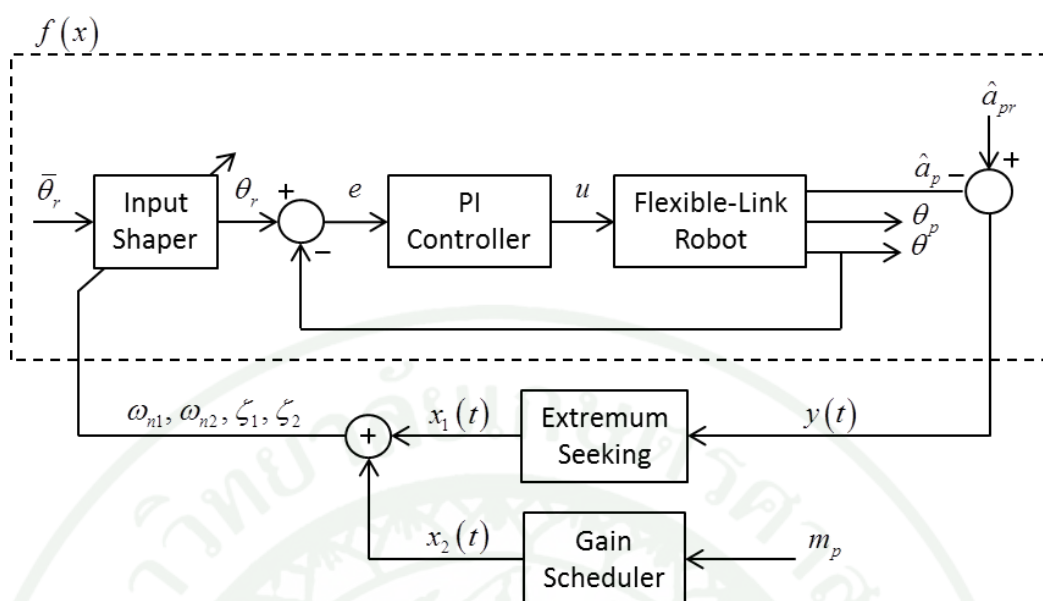 f(x)
â_pr
+
θ̄_r
Input
Shaper
θ_r
+
−
e
PI
Controller
u
Flexible-Link
Robot
â_p −
θ_p
θ
ω_n1, ω_n2, ζ_1, ζ_2
+
x_1(t)
Extremum
Seeking
y(t)
x_2(t)
Gain
Scheduler
m_p